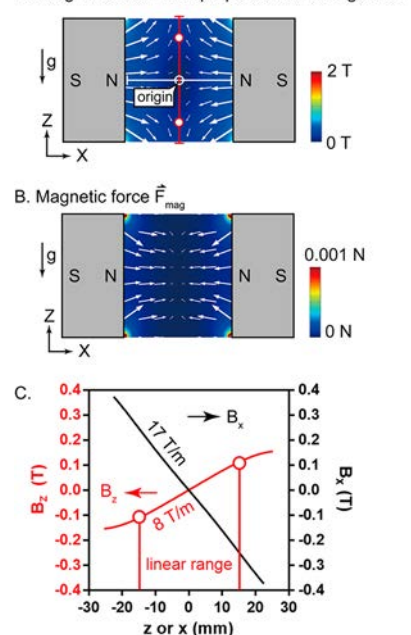 g
S N N S
origin
Z
X
2 T
0 T
B. Magnetic force F⃗mag
g
S N N S
Z
X
0.001 N
0 N
C.
0.4 0.4
0.3 0.3
0.2 0.2
0.1 0.1
0.0 0.0
-0.1 -0.1
-0.2 -0.2
-0.3 -0.3
-0.4 -0.4
Bz (T)
Bx (T)
17 T/m
Bx
Bz
8 T/m
linear range
-30 -20 -10 0 10 20 30
z or x (mm)